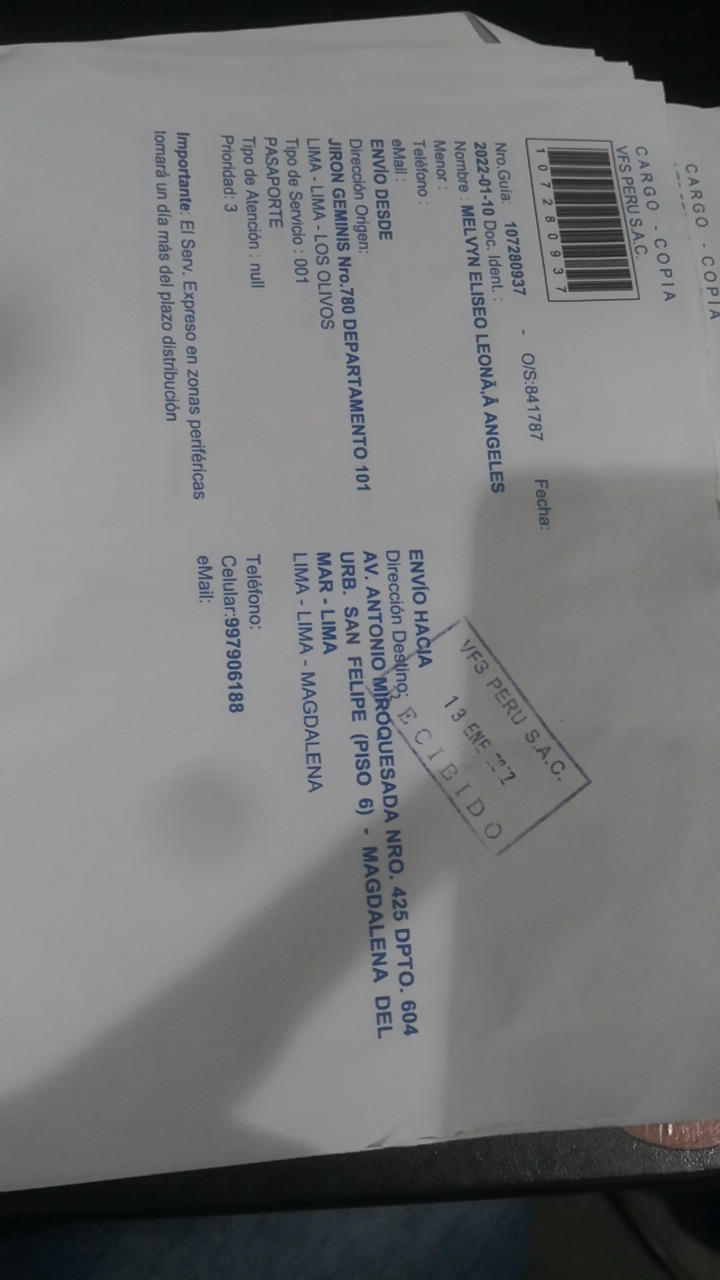 CARGO - COPIA
CARGO - COPIA
VFS PERU S.A.C.
107280937
Nro.Guía: 107280937 - O/S:841787 Fecha:
2022-01-10 Doc. Ident. :
Nombre : MELVYN ELISEO LEONÃ‚Â ANGELES
Menor :
Teléfono :
eMail :
ENVÍO DESDE
Dirección Origen:
JIRON GEMINIS Nro.780 DEPARTAMENTO 101
LIMA - LIMA - LOS OLIVOS
Tipo de Servicio : 001
PASAPORTE
Tipo de Atención : null
Prioridad: 3
Importante: El Serv. Expreso en zonas periféricas
tomará un día más del plazo distribución
ENVÍO HACIA
Dirección Destino:
AV. ANTONIO MIROQUESADA NRO. 425 DPTO. 604
URB. SAN FELIPE (PISO 6) - MAGDALENA DEL
MAR - LIMA
LIMA - LIMA - MAGDALENA
Teléfono:
Celular:997906188
eMail:
VFS PERU S.A.C.
13 ENE
RECIBIDO